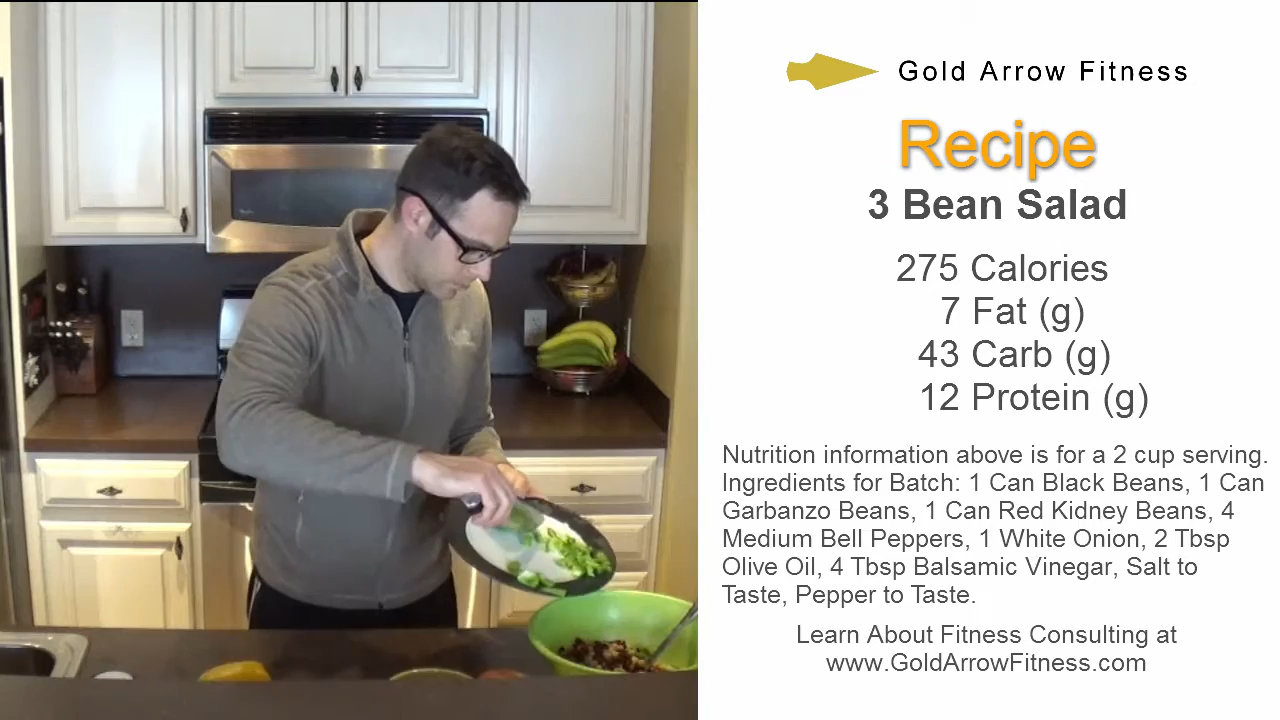 Gold Arrow Fitness
Recipe
3 Bean Salad
275 Calories
7 Fat (g)
43 Carb (g)
12 Protein (g)
Nutrition information above is for a 2 cup serving.
Ingredients for Batch: 1 Can Black Beans, 1 Can
Garbanzo Beans, 1 Can Red Kidney Beans, 4
Medium Bell Peppers, 1 White Onion, 2 Tbsp
Olive Oil, 4 Tbsp Balsamic Vinegar, Salt to
Taste, Pepper to Taste.
Learn About Fitness Consulting at
www.GoldArrowFitness.com